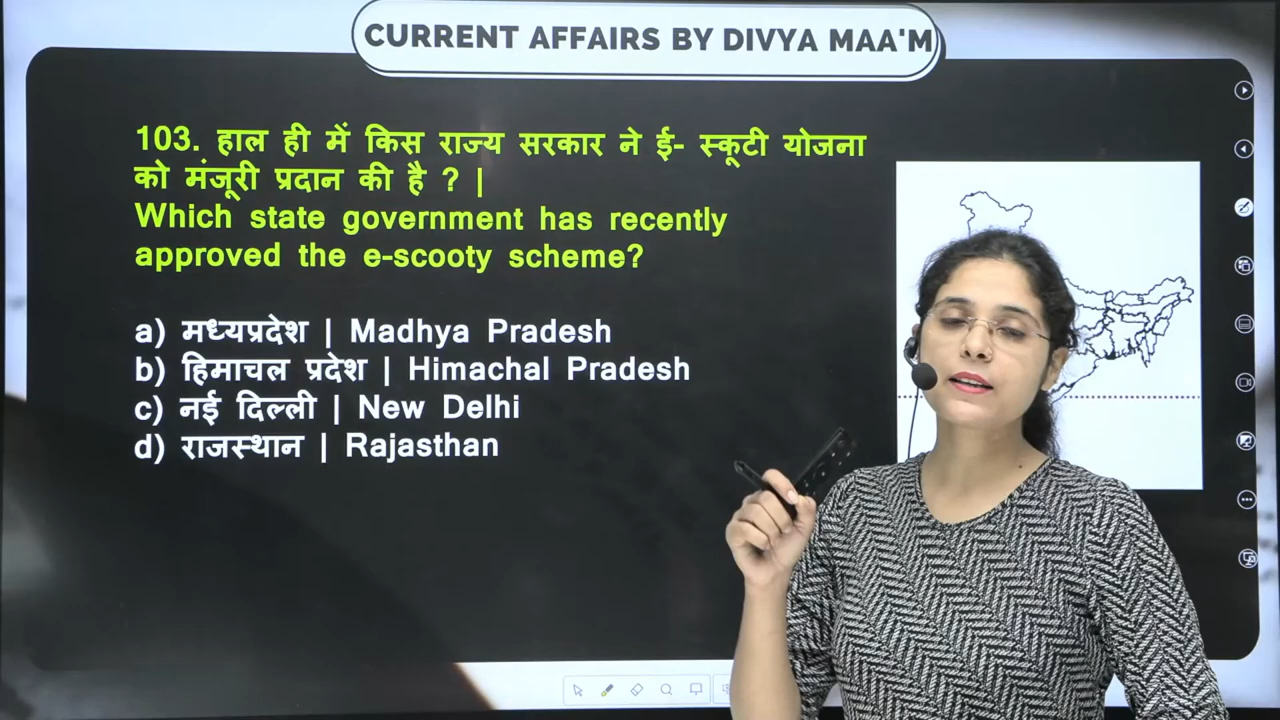 CURRENT AFFAIRS BY DIVYA MAA'M
103. हाल ही में किस राज्य सरकार ने ई- स्कूटी योजना
को मंजूरी प्रदान की है ? |
Which state government has recently
approved the e-scooty scheme?
a) मध्यप्रदेश | Madhya Pradesh
b) हिमाचल प्रदेश | Himachal Pradesh
c) नई दिल्ली | New Delhi
d) राजस्थान | Rajasthan